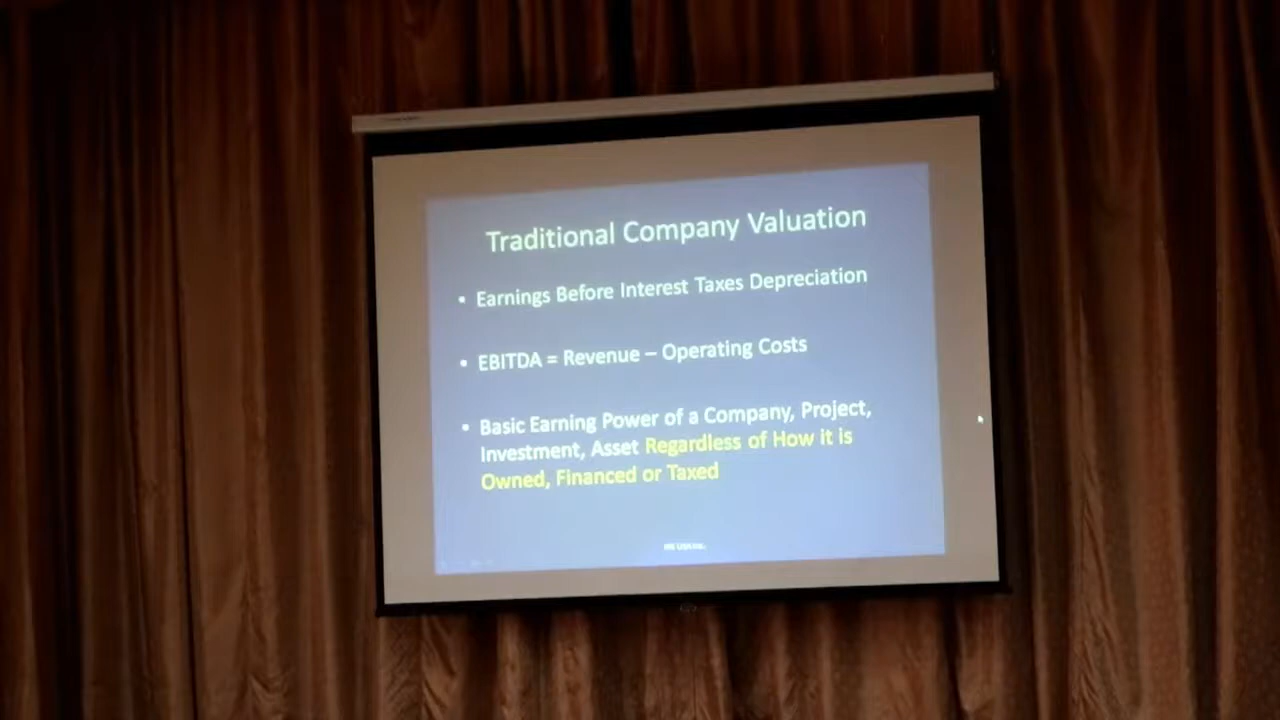 Traditional Company Valuation
• Earnings Before Interest Taxes Depreciation
• EBITDA = Revenue – Operating Costs
• Basic Earning Power of a Company, Project,
Investment, Asset Regardless of How it is
Owned, Financed or Taxed